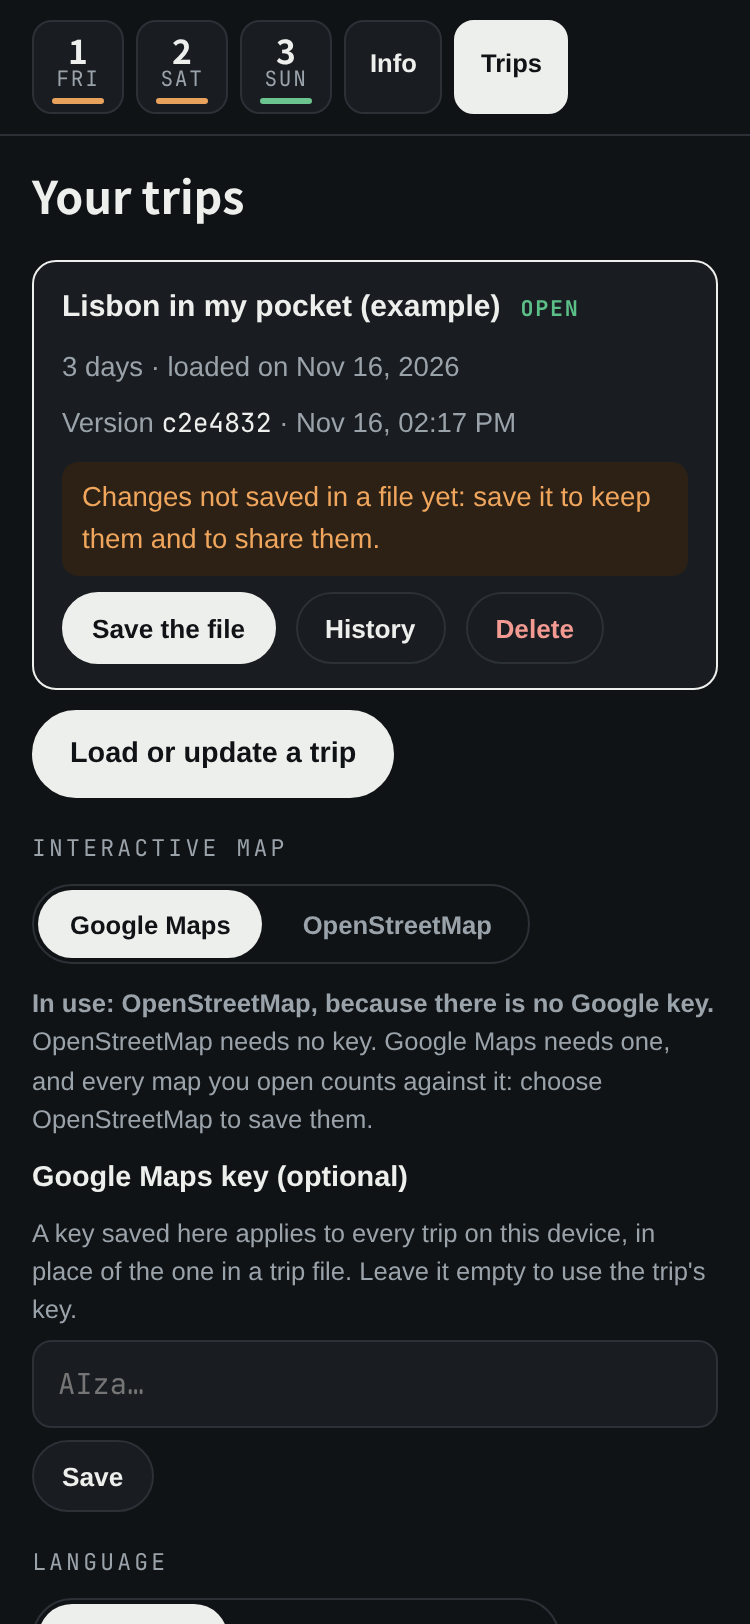 1
FRI
2
SAT
3
SUN
Info
Trips
Your trips
Lisbon in my pocket (example) OPEN
3 days · loaded on Nov 16, 2026
Version c2e4832 · Nov 16, 02:17 PM
Changes not saved in a file yet: save it to keep
them and to share them.
Save the file
History
Delete
Load or update a trip
INTERACTIVE MAP
Google Maps
OpenStreetMap
In use: OpenStreetMap, because there is no Google key.
OpenStreetMap needs no key. Google Maps needs one,
and every map you open counts against it: choose
OpenStreetMap to save them.
Google Maps key (optional)
A key saved here applies to every trip on this device, in
place of the one in a trip file. Leave it empty to use the trip's
key.
AIza…
Save
LANGUAGE